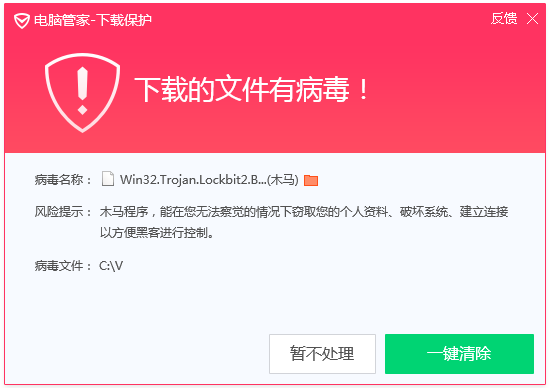 电脑管家-下载保护
反馈
下载的文件有病毒！
病毒名称： Win32.Trojan.Lockbit2.B...(木马)
风险提示： 木马程序，能在您无法察觉的情况下窃取您的个人资料、破坏系统、建立连接
以方便黑客进行控制。
病毒文件： C:\V
暂不处理
一键清除